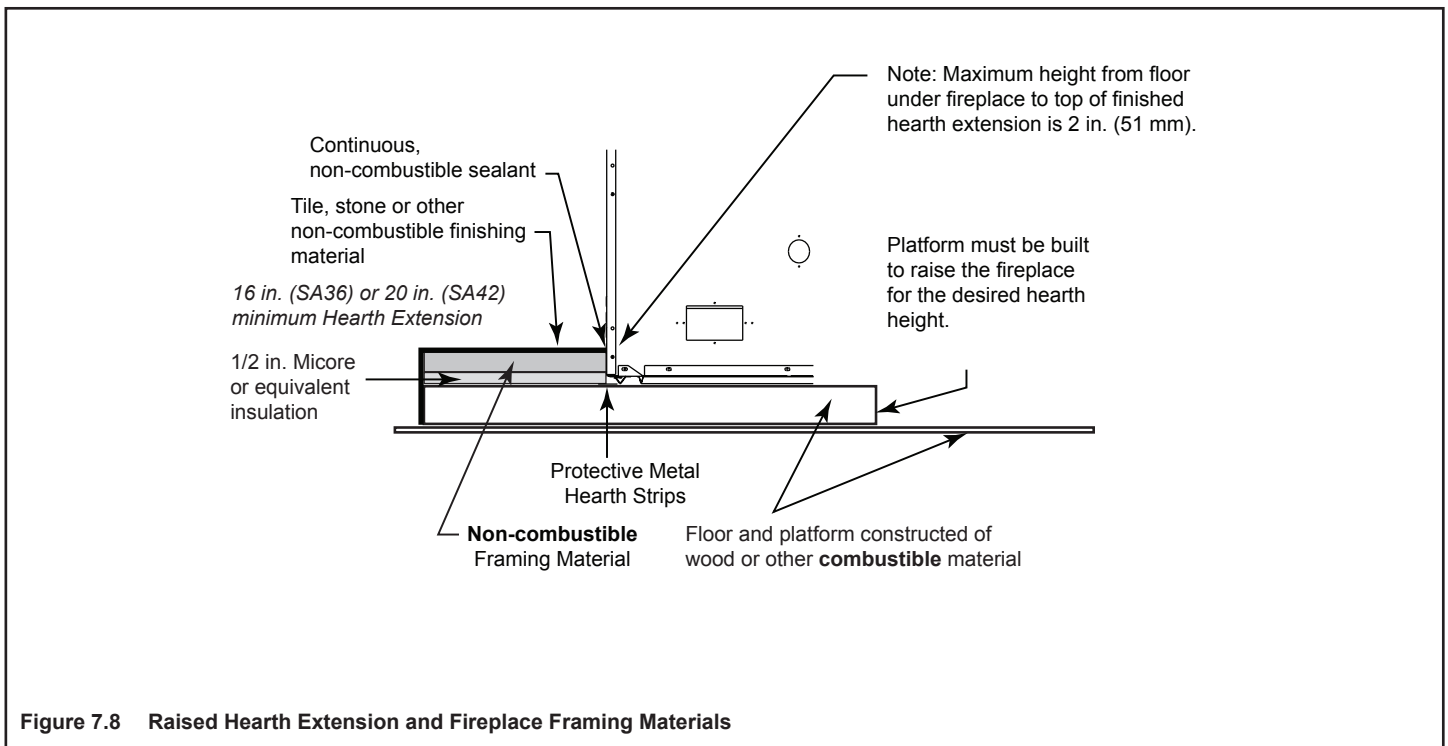 Note: Maximum height from floor
under fireplace to top of finished
hearth extension is 2 in. (51 mm).
Continuous,
non-combustible sealant
Tile, stone or other
non-combustible finishing
material
16 in. (SA36) or 20 in. (SA42)
minimum Hearth Extension
1/2 in. Micore
or equivalent
insulation
Platform must be built
to raise the fireplace
for the desired hearth
height.
Protective Metal
Hearth Strips
Non-combustible
Framing Material
Floor and platform constructed of
wood or other combustible material
Figure 7.8 Raised Hearth Extension and Fireplace Framing Materials